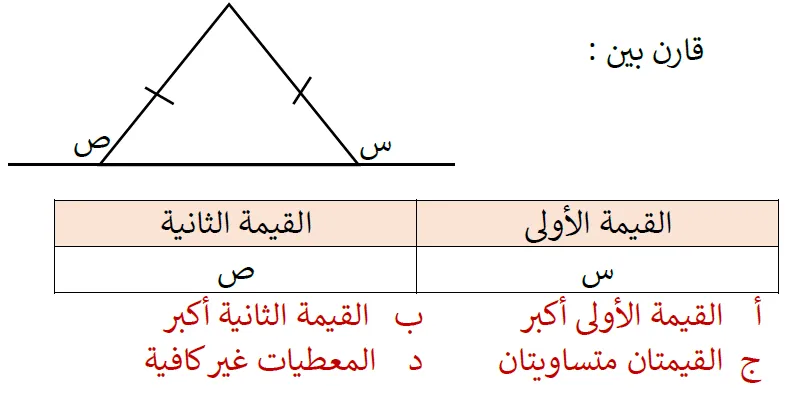 قارن بين :
س
ص
القيمة الأولى القيمة الثانية
س ص
أ القيمة الأولى أكبر ب القيمة الثانية أكبر
ج القيمتان متساويتان د المعطيات غير كافية